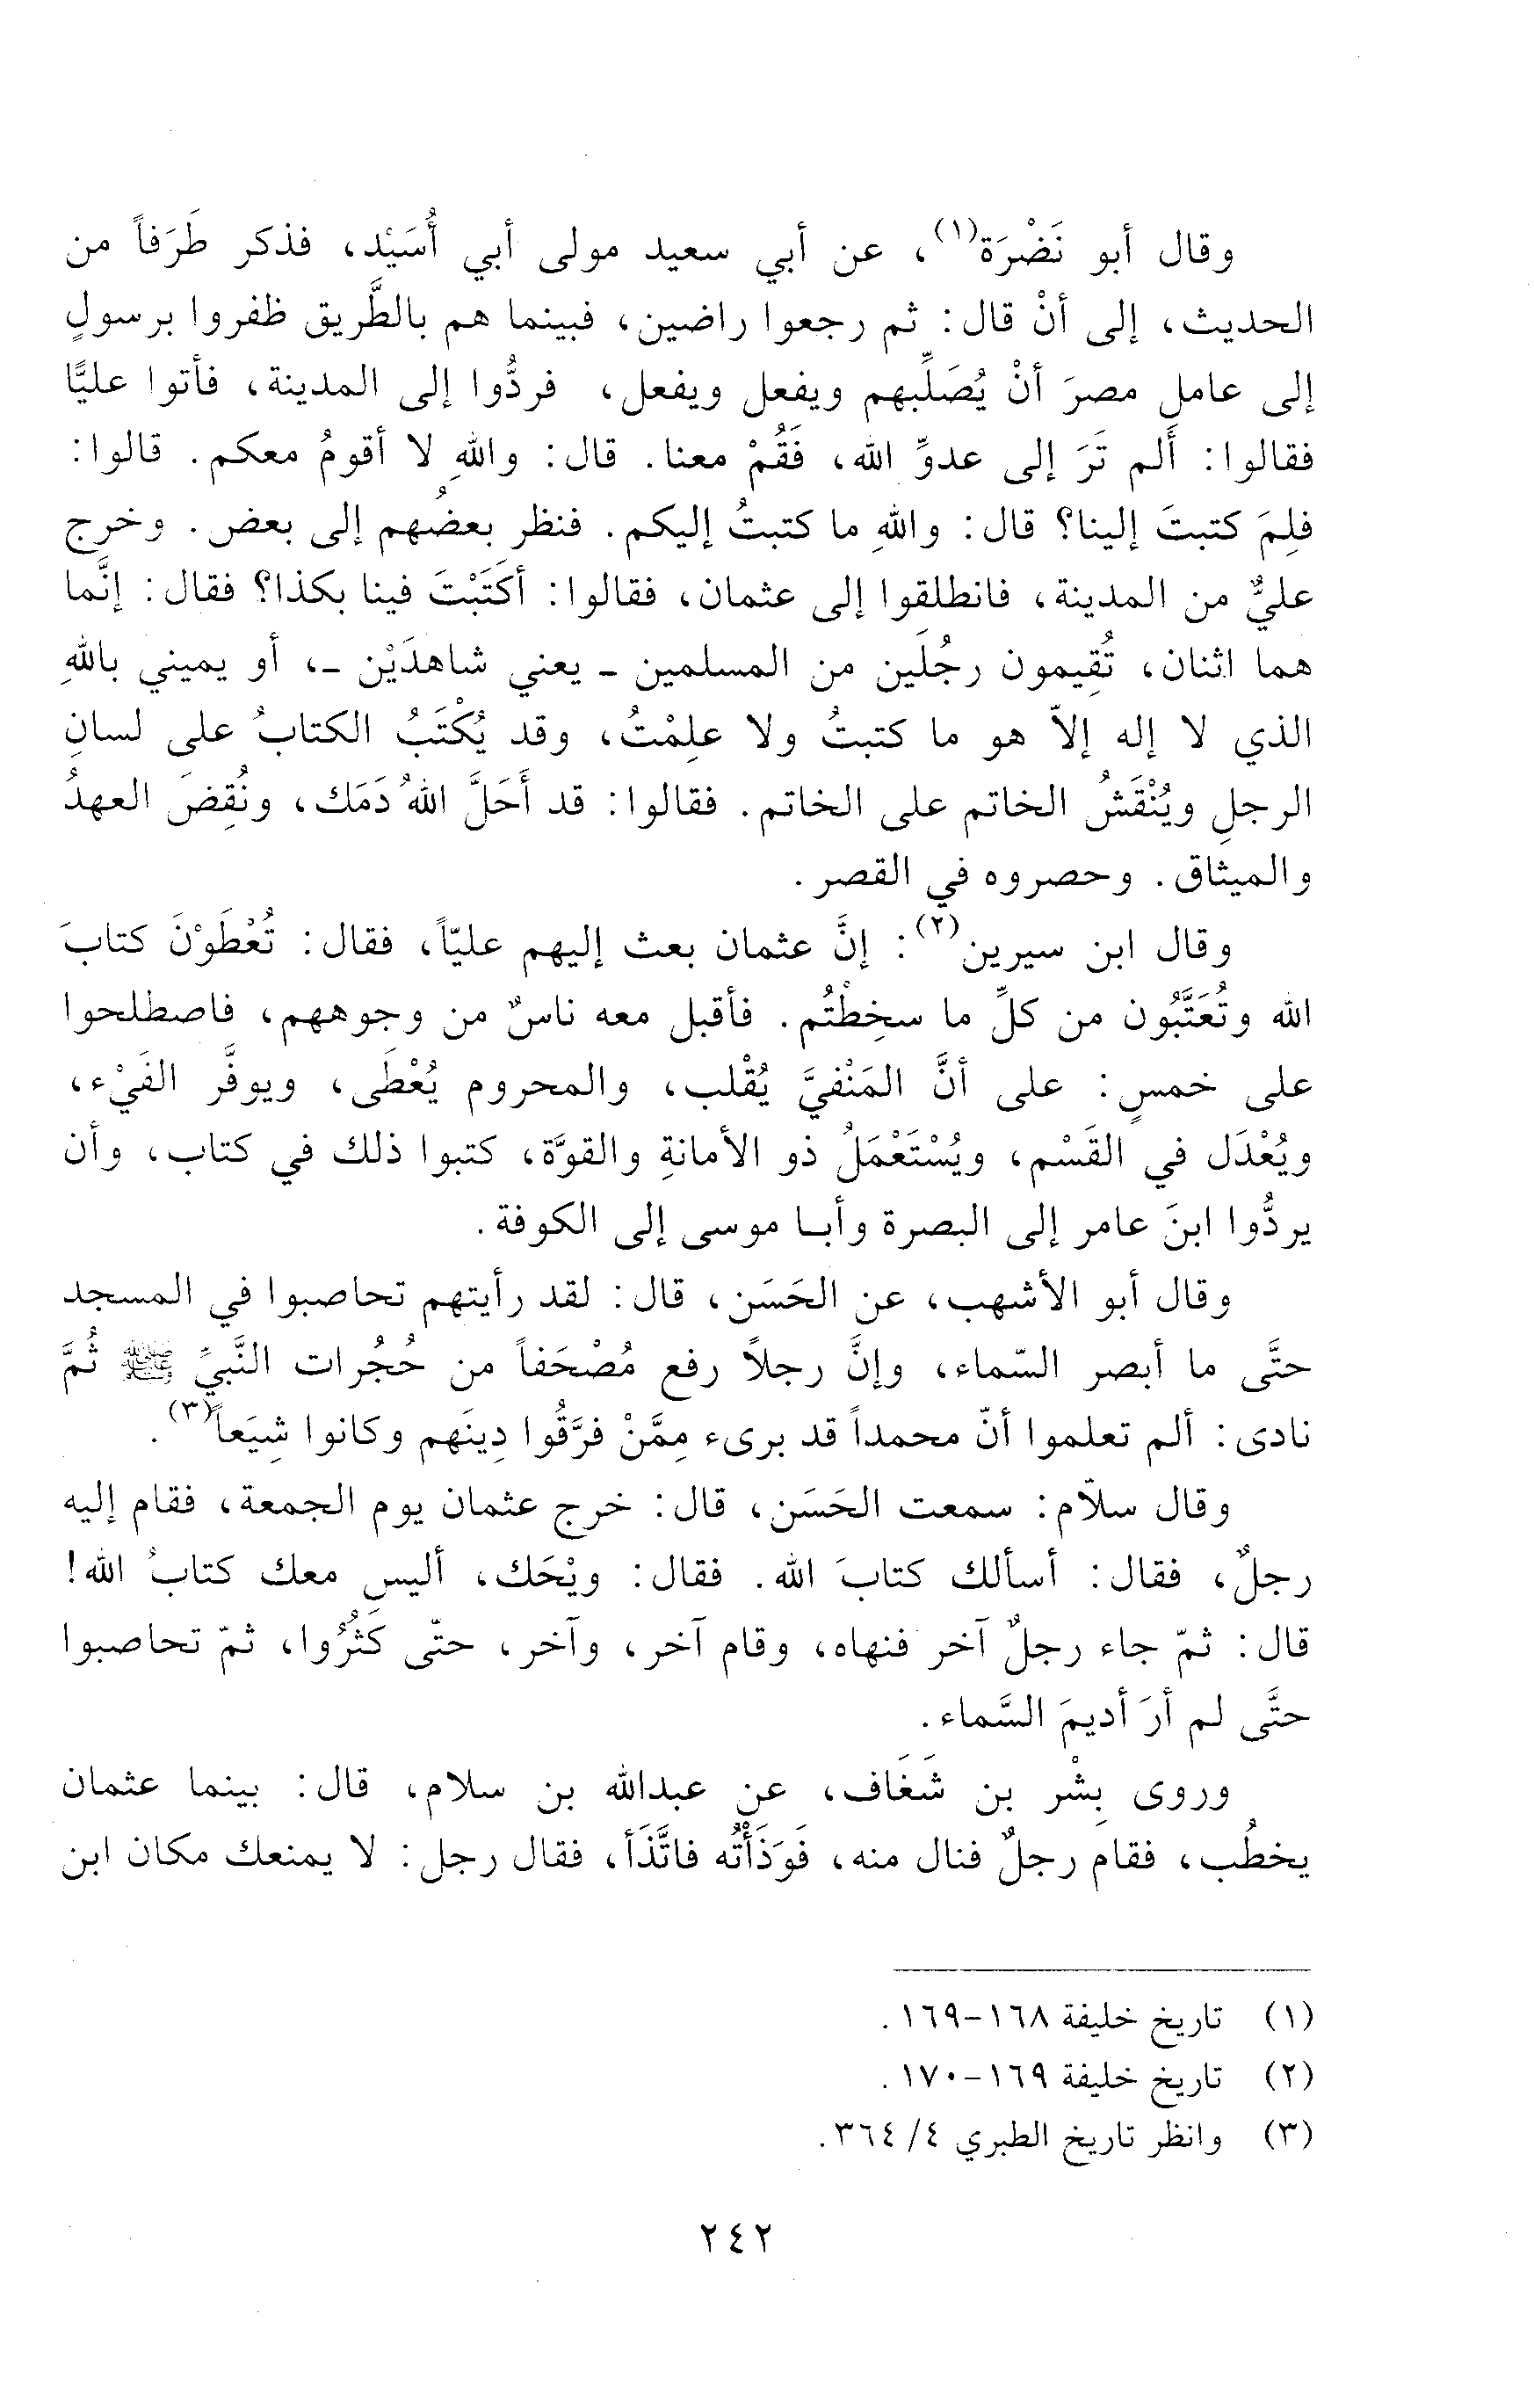 وقال أبو نَضْرَة(١)، عن أبي سعيد مولى أبي أُسَيْد، فذكر طَرَفاً من
الحديث، إلى أنْ قال: ثم رجعوا راضين، فبينما هم بالطَّريق ظفروا برسولٍ
إلى عاملِ مصرَ أنْ يُصَلِّبهم ويفعل ويفعل، فردُّوا إلى المدينة، فأتوا عليًّا
فقالوا: أَلم تَرَ إلى عدوِّ الله، فَقُمْ معنا. قال: واللهِ لا أقومُ معكم. قالوا:
فلِمَ كتبتَ إلينا؟ قال: واللهِ ما كتبتُ إليكم. فنظر بعضُهم إلى بعض. وخرج
عليٌّ من المدينة، فانطلقوا إلى عثمان، فقالوا: أكَتَبْتَ فينا بكذا؟ فقال: إنَّما
هما اثنان، تُقِيمون رجُلَين من المسلمين ـ يعني شاهدَيْن ـ، أو يميني باللهِ
الذي لا إله إلاّ هو ما كتبتُ ولا علِمْتُ، وقد يُكْتَبُ الكتابُ على لسانِ
الرجلِ ويُنْقَشُ الخاتم على الخاتم. فقالوا: قد أَحَلَّ اللهُ دَمَك، ونُقِضَ العهدُ
والميثاق. وحصروه في القصر.
وقال ابن سيرين(٢): إنَّ عثمان بعث إليهم عليّاً، فقال: تُعْطَوْنَ كتابَ
الله وتُعَتَّبُون من كلِّ ما سخِطْتُم. فأقبل معه ناسٌ من وجوههم، فاصطلحوا
على خمسٍ: على أنَّ المَنْفيَّ يُقْلب، والمحروم يُعْطَى، ويوفَّر الفَيْء،
ويُعْدَل في القَسْم، ويُسْتَعْمَلُ ذو الأمانةِ والقوَّة، كتبوا ذلك في كتاب، وأن
يردُّوا ابنَ عامر إلى البصرة وأبا موسى إلى الكوفة.
وقال أبو الأشهب، عن الحَسَن، قال: لقد رأيتهم تحاصبوا في المسجد
حتَّى ما أبصر السّماء، وإنَّ رجلاً رفع مُصْحَفاً من حُجُرات النَّبيِّ ﷺ ثُمَّ
نادى: ألم تعلموا أنّ محمداً قد برىء مِمَّنْ فرَّقُوا دِينَهم وكانوا شِيَعاً(٣).
وقال سلاّم: سمعت الحَسَن، قال: خرج عثمان يوم الجمعة، فقام إليه
رجلٌ، فقال: أسألك كتابَ الله. فقال: ويْحَك، أليس معك كتابُ الله!
قال: ثمّ جاء رجلٌ آخر فنهاه، وقام آخر، وآخر، حتّى كَثُرُوا، ثمّ تحاصبوا
حتَّى لم أرَ أديمَ السَّماء.
وروى بِشْر بن شَغَاف، عن عبدالله بن سلام، قال: بينما عثمان
يخطُب، فقام رجلٌ فنال منه، فَوَذَأْتُه فاتَّذَأ، فقال رجل: لا يمنعك مكان ابن
(١) تاريخ خليفة ١٦٨-١٦٩.
(٢) تاريخ خليفة ١٦٩-١٧٠.
(٣) وانظر تاريخ الطبري ٤/ ٣٦٤.
٢٤٢